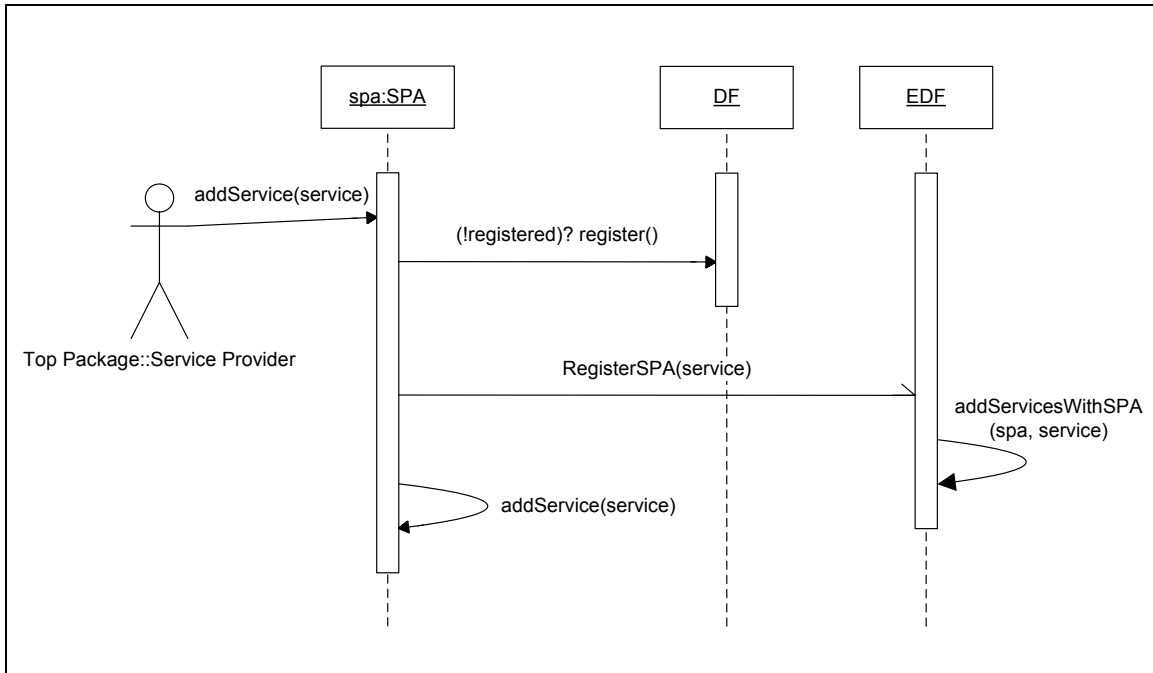 spa:SPA
DF
EDF
addService(service)
(!registered)? register()
Top Package::Service Provider
RegisterSPA(service)
addServicesWithSPA
(spa, service)
addService(service)